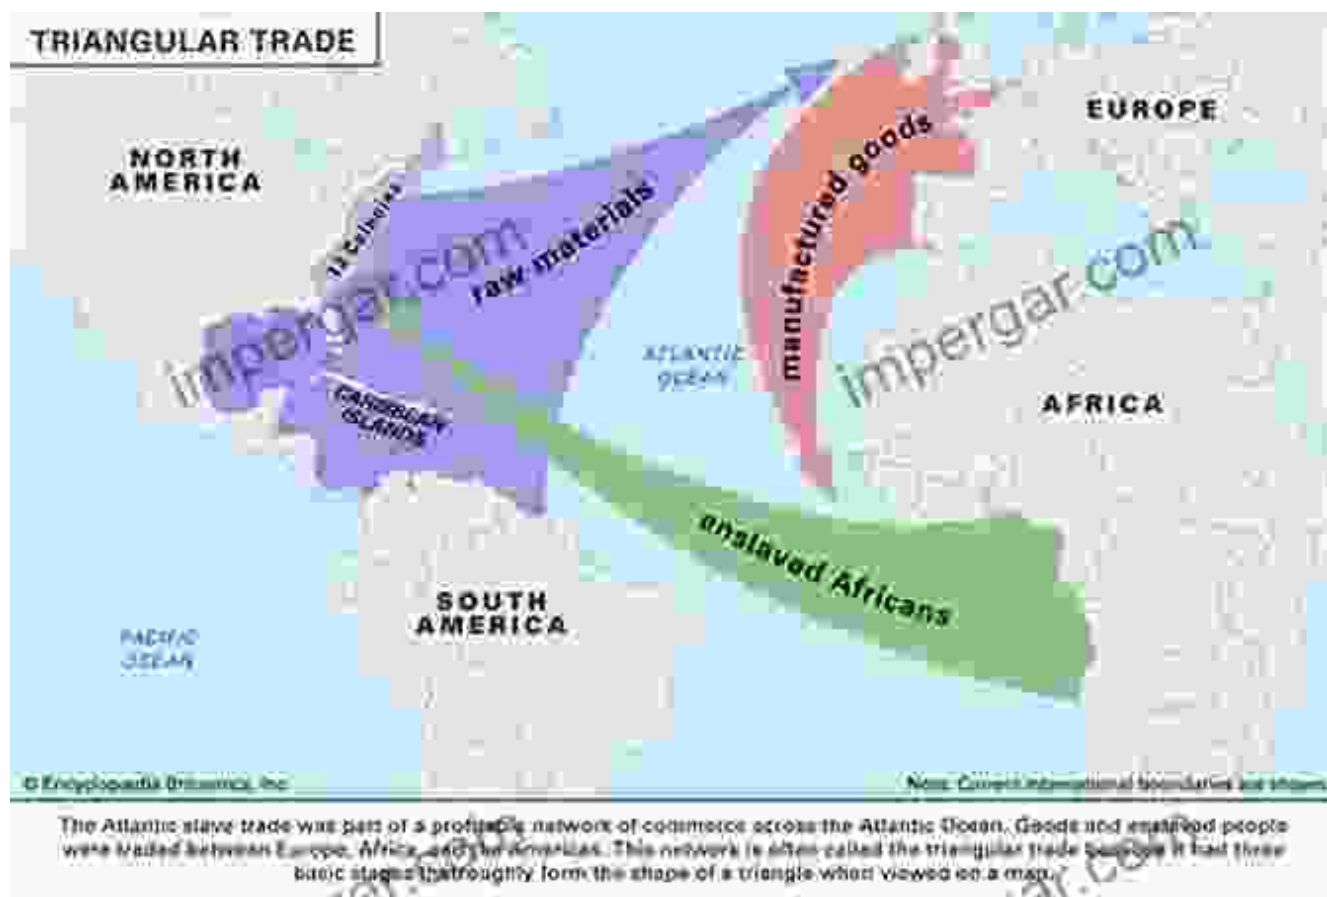 TRIANGULAR TRADE
NORTH
AMERICA
EUROPE
13 Colonies
raw materials
manufactured goods
impergar.com
impergar.com
ATLANTIC
OCEAN
CARIBBEAN
ISLANDS
AFRICA
enslaved Africans
SOUTH
AMERICA
PACIFIC
OCEAN
© Encyclopædia Britannica, Inc.
Note: Current international boundaries are shown.
The Atlantic slave trade was part of a profitable network of commerce across the Atlantic Ocean. Goods and enslaved people
were traded between Europe, Africa, and the Americas. This network is often called the triangular trade because it had three
basic stages that roughly form the shape of a triangle when viewed on a map.